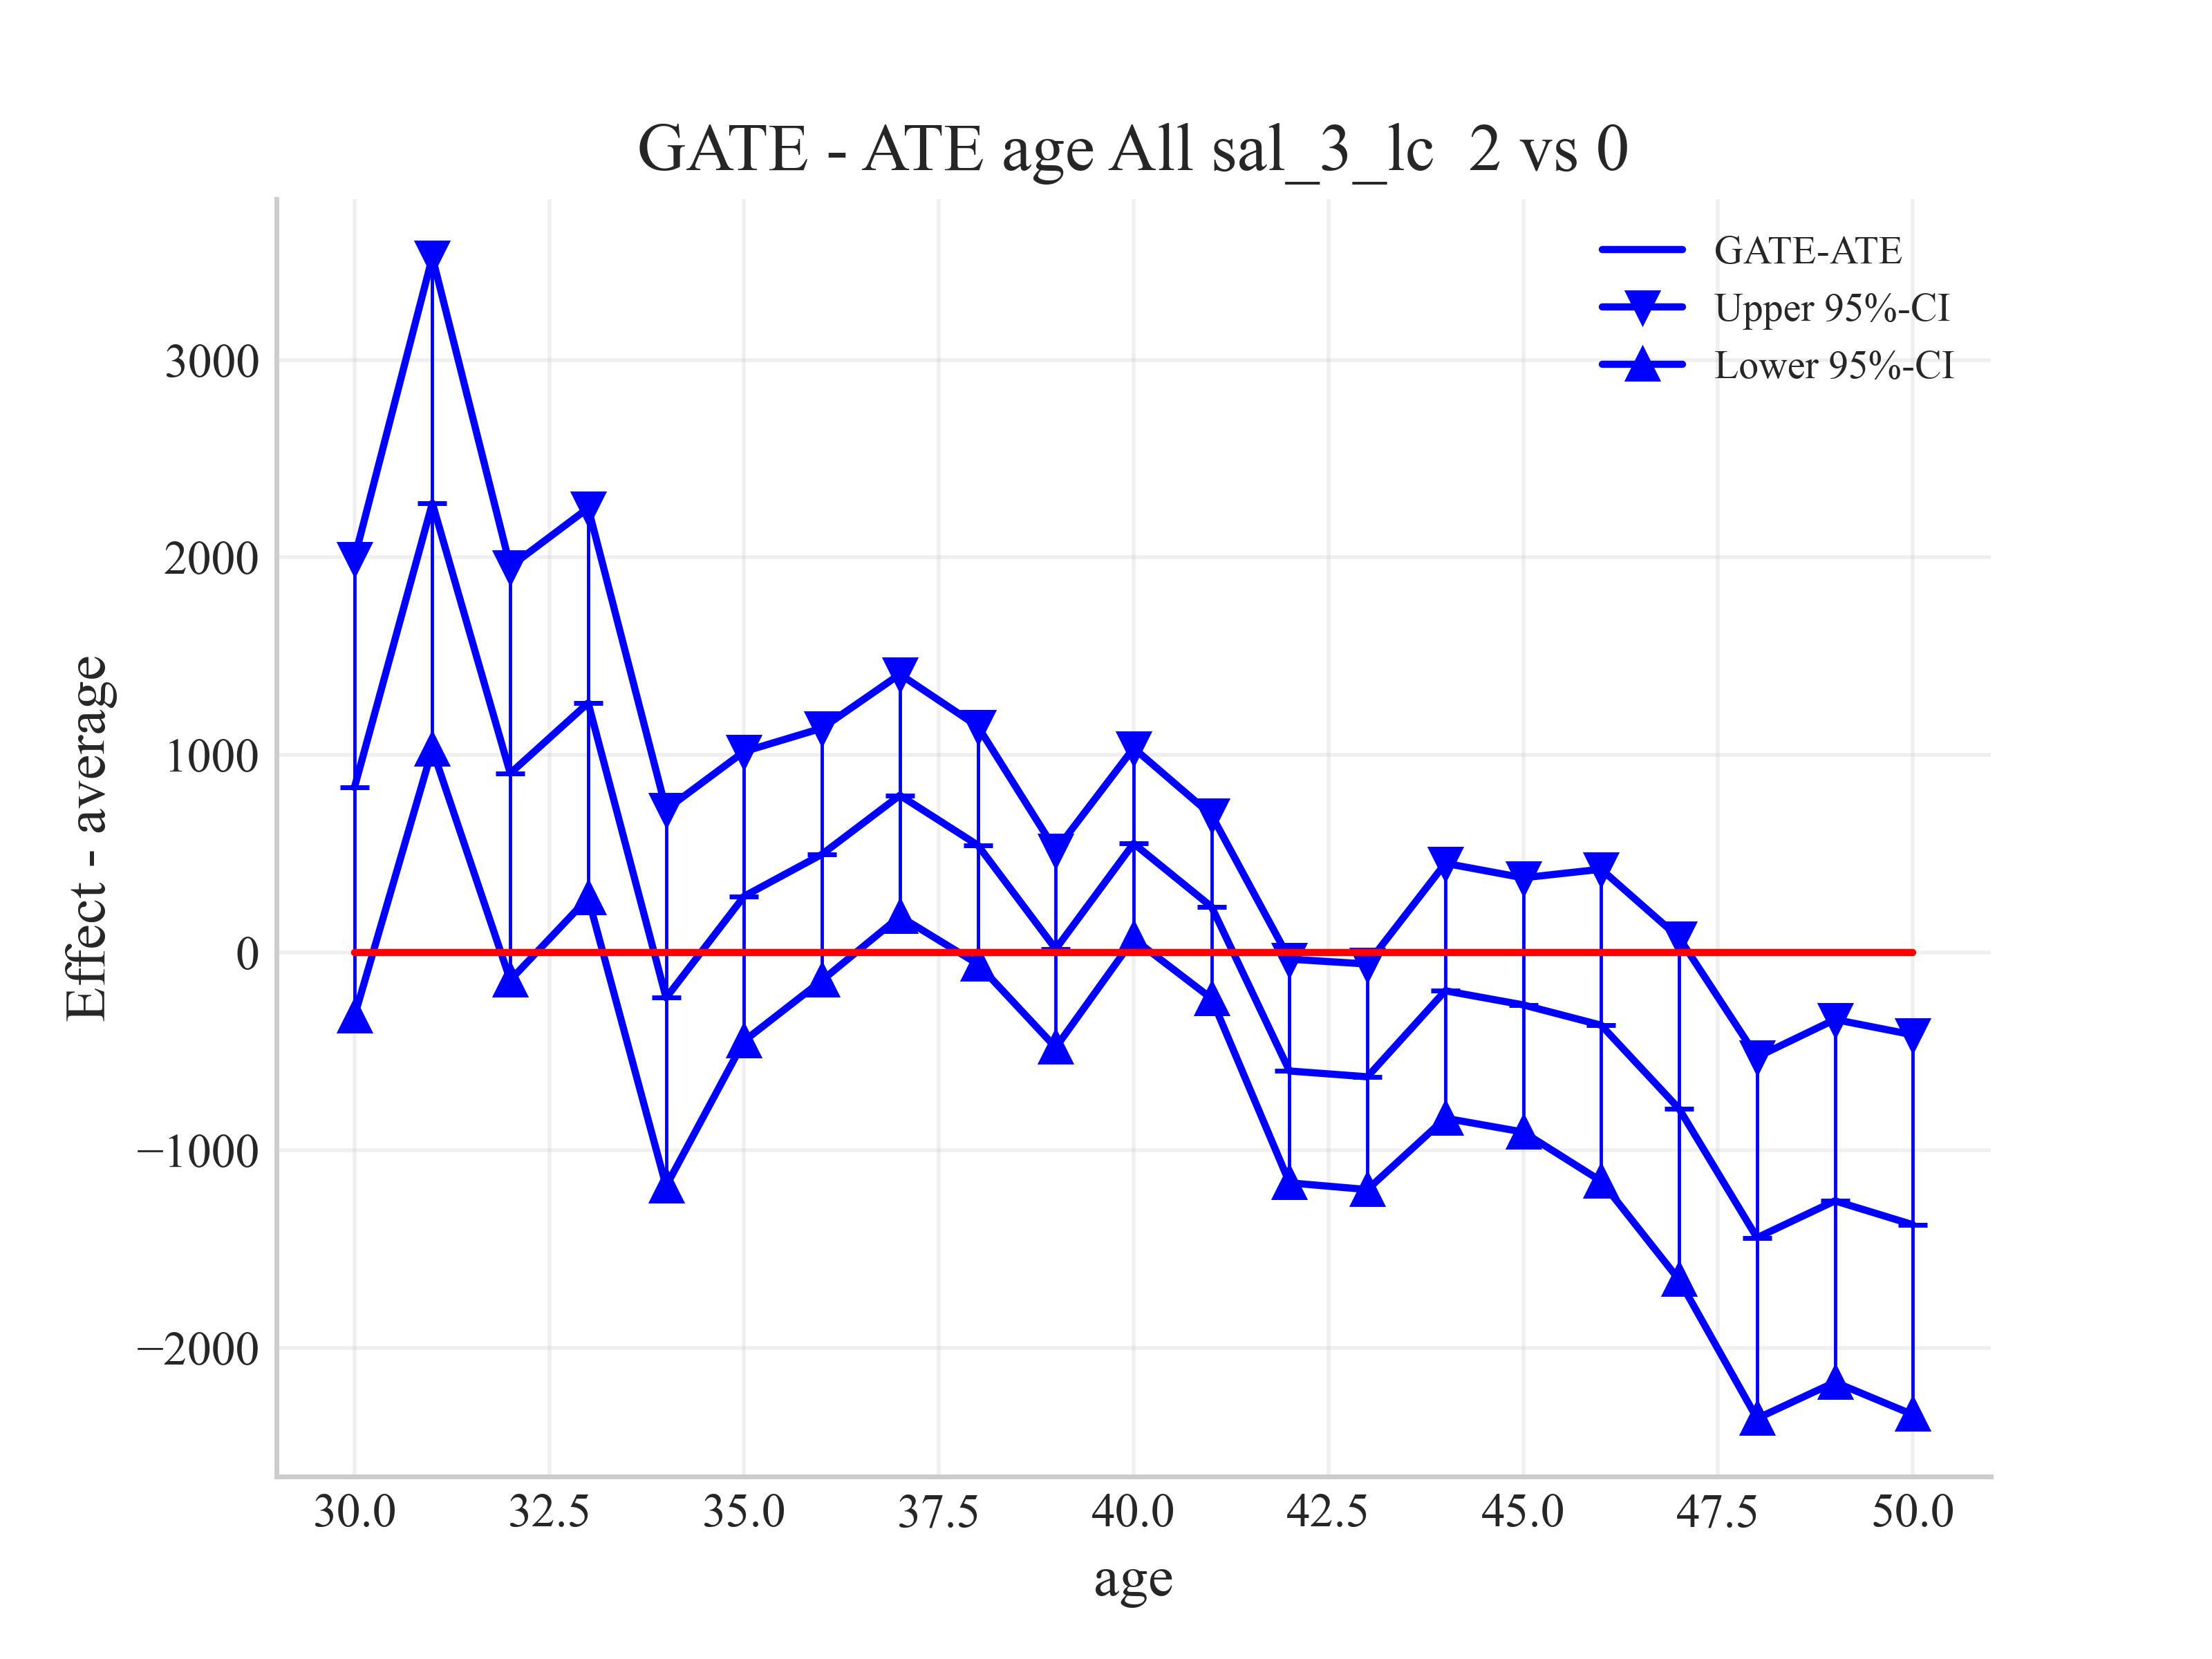 GATE - ATE age All sal_3_lc  2 vs 0
GATE-ATE
Upper 95%-CI
Lower 95%-CI
3000
2000
1000
0
−1000
−2000
Effect - average
30.0 32.5 35.0 37.5 40.0 42.5 45.0 47.5 50.0
age